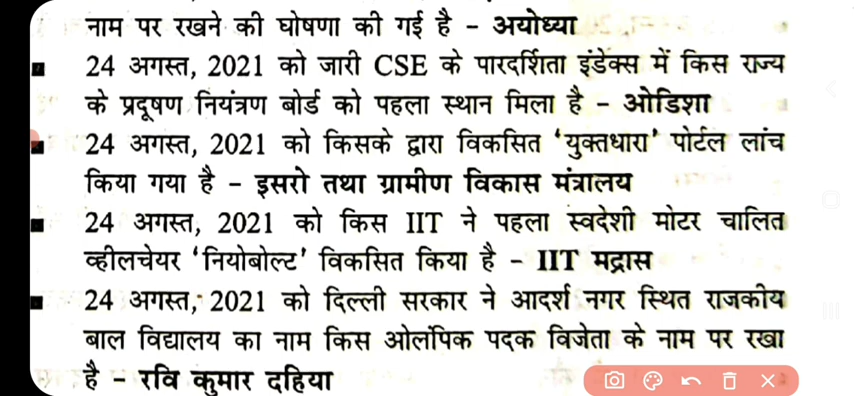 नाम पर रखने की घोषणा की गई है – अयोध्या
24 अगस्त, 2021 को जारी CSE के पारदर्शिता इंडेक्स में किस राज्य
के प्रदूषण नियंत्रण बोर्ड को पहला स्थान मिला है – ओडिशा
24 अगस्त, 2021 को किसके द्वारा विकसित ‘युक्तधारा’ पोर्टल लांच
किया गया है – इसरो तथा ग्रामीण विकास मंत्रालय
24 अगस्त, 2021 को किस IIT ने पहला स्वदेशी मोटर चालित
व्हीलचेयर ‘नियोबोल्ट’ विकसित किया है – IIT मद्रास
24 अगस्त, 2021 को दिल्ली सरकार ने आदर्श नगर स्थित राजकीय
बाल विद्यालय का नाम किस ओलंपिक पदक विजेता के नाम पर रखा
है – रवि कुमार दहिया